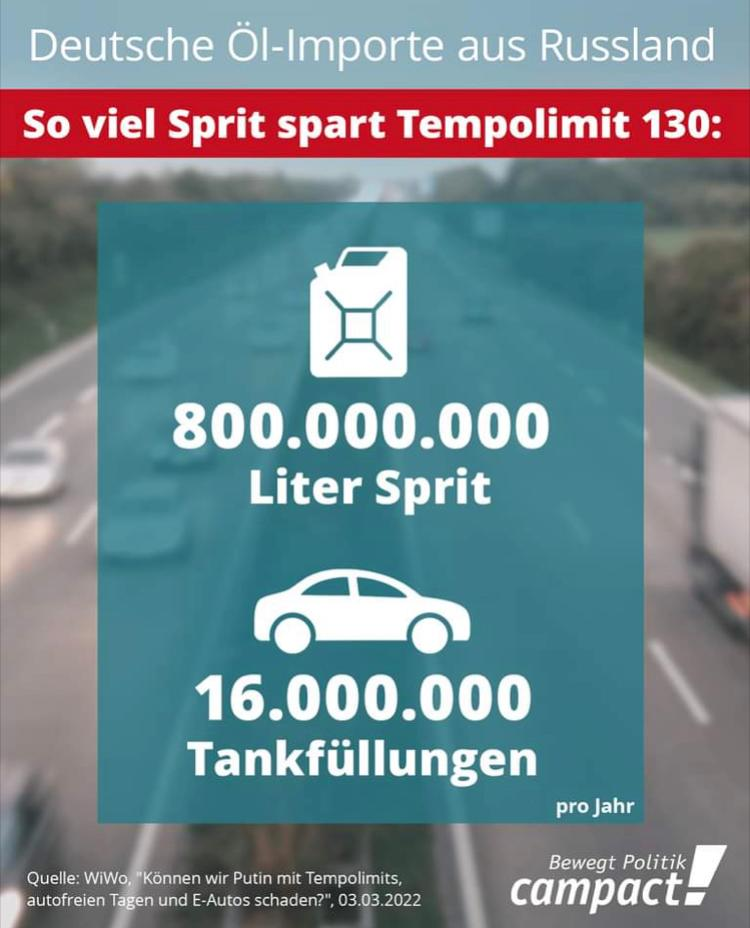 Deutsche Öl-Importe aus Russland
So viel Sprit spart Tempolimit 130:
800.000.000
Liter Sprit
16.000.000
Tankfüllungen
pro Jahr
Quelle: WiWo, "Können wir Putin mit Tempolimits,
autofreien Tagen und E-Autos schaden?", 03.03.2022
Bewegt Politik
campact!